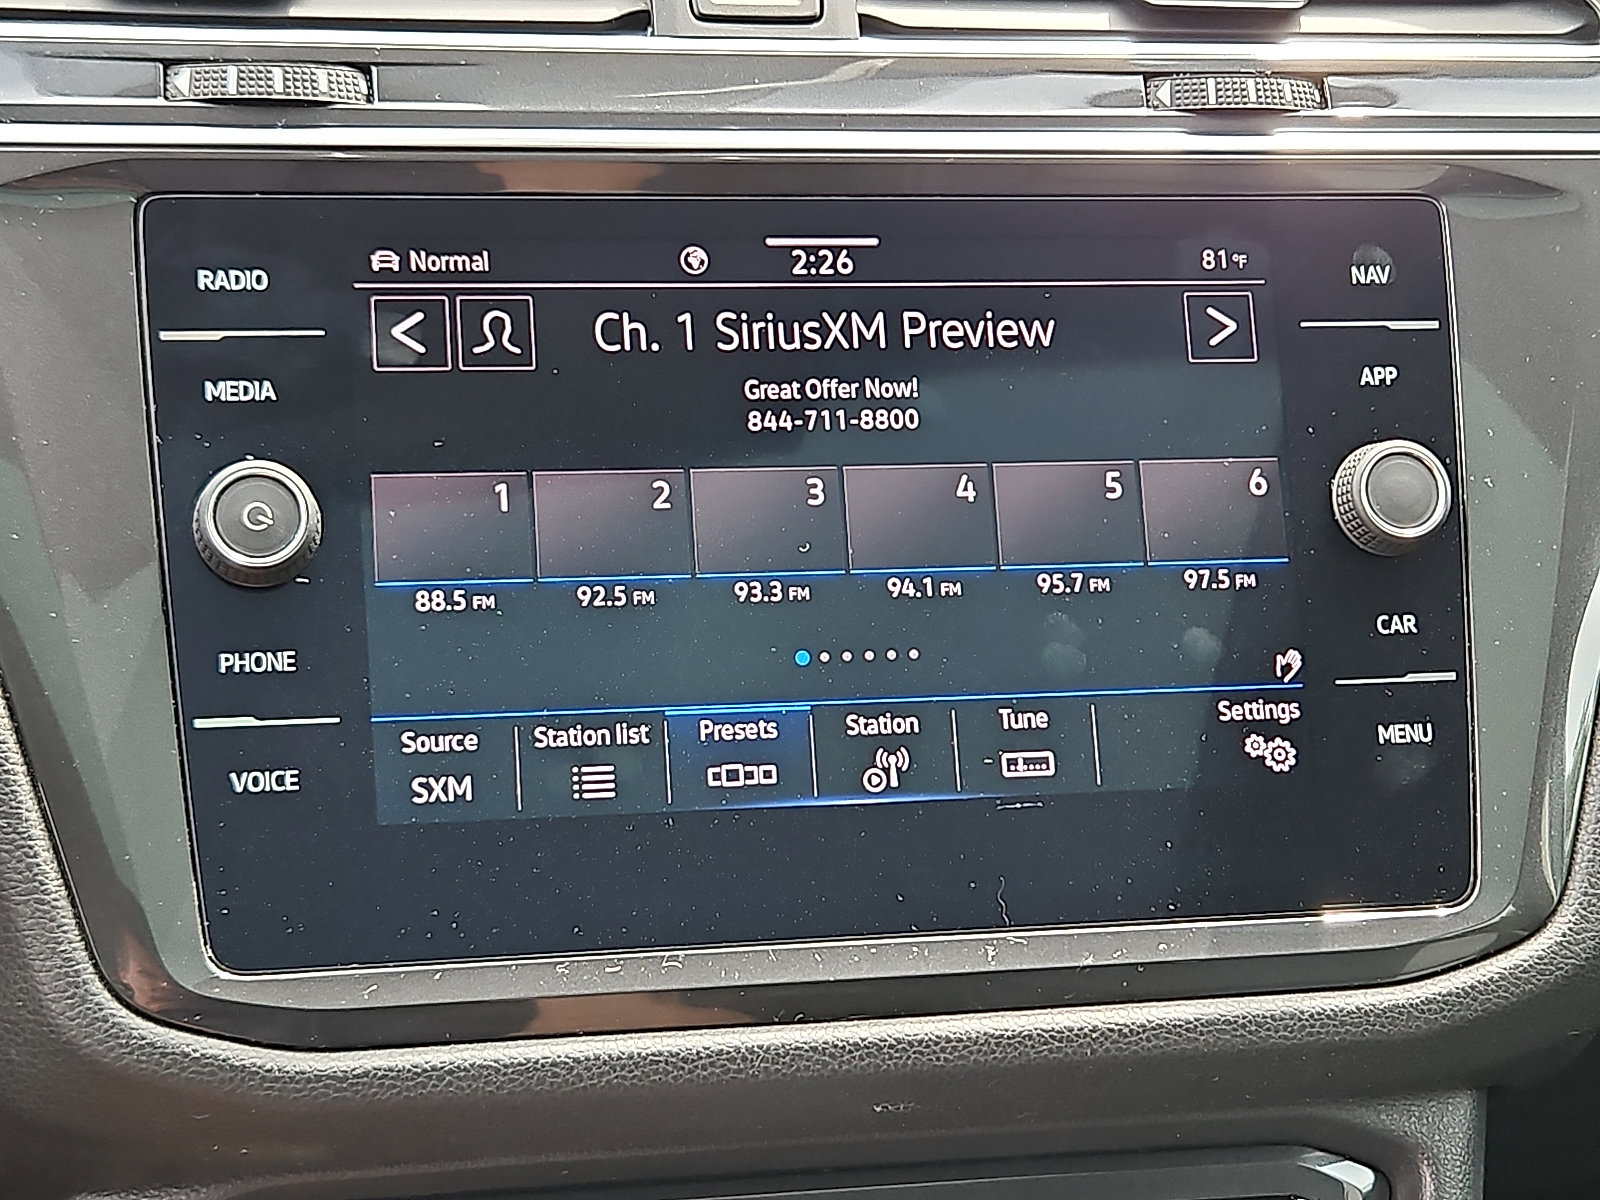 RADIO
MEDIA
PHONE
VOICE
Normal
2:26
81°F
Ch. 1 SiriusXM Preview
Great Offer Now!
844-711-8800
1 2 3 4 5 6
88.5 FM 92.5 FM 93.3 FM 94.1 FM 95.7 FM 97.5 FM
Source Station list Presets Station Tune Settings
SXM
NAV
APP
CAR
MENU